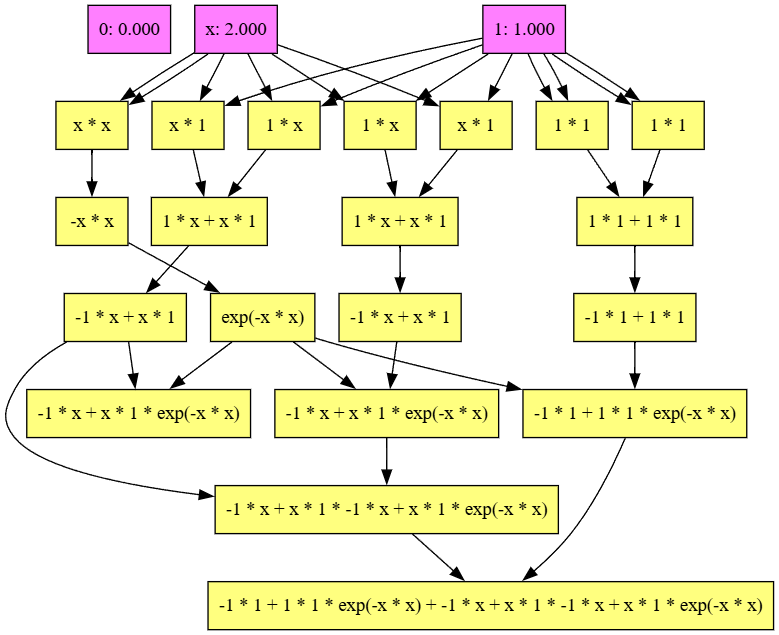 0: 0.000
x: 2.000
1: 1.000
x * x
x * 1
1 * x
1 * x
x * 1
1 * 1
1 * 1
-x * x
1 * x + x * 1
1 * x + x * 1
1 * 1 + 1 * 1
-1 * x + x * 1
exp(-x * x)
-1 * x + x * 1
-1 * 1 + 1 * 1
-1 * x + x * 1 * exp(-x * x)
-1 * x + x * 1 * exp(-x * x)
-1 * 1 + 1 * 1 * exp(-x * x)
-1 * x + x * 1 * -1 * x + x * 1 * exp(-x * x)
-1 * 1 + 1 * 1 * exp(-x * x) + -1 * x + x * 1 * -1 * x + x * 1 * exp(-x * x)